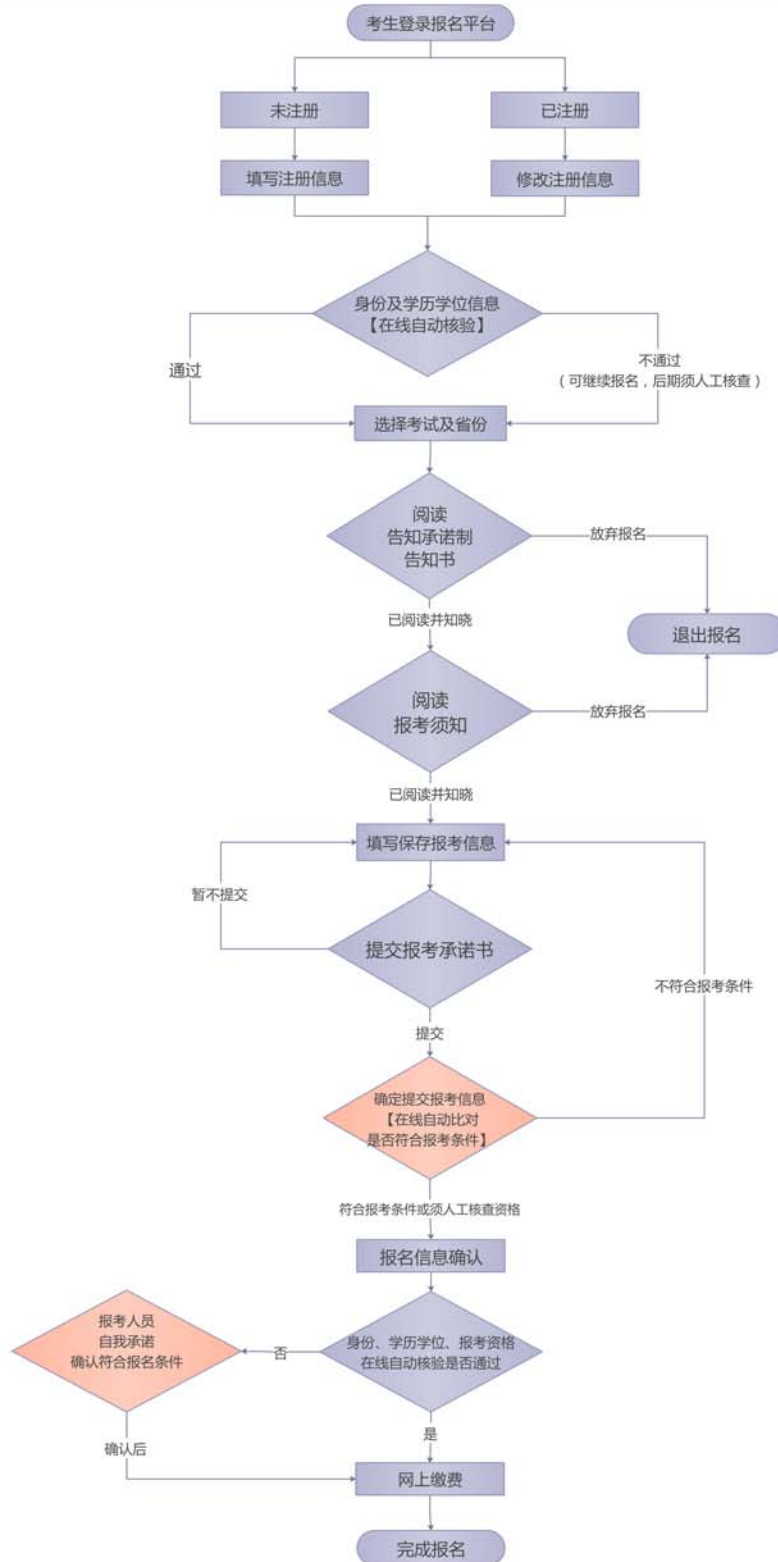 考生登录报名平台
未注册
已注册
填写注册信息
修改注册信息
身份及学历学位信息
【在线自动核验】
通过
不通过
（可继续报名，后期须人工核查）
选择考试及省份
阅读
告知承诺制
告知书
放弃报名
已阅读并知晓
退出报名
阅读
报考须知
放弃报名
已阅读并知晓
填写保存报考信息
暂不提交
提交报考承诺书
不符合报考条件
提交
确定提交报考信息
【在线自动比对
是否符合报考条件】
符合报考条件或须人工核查资格
报名信息确认
报考人员
自我承诺
确认符合报名条件
否
身份、学历学位、报考资格
在线自动核验是否通过
是
确认后
网上缴费
完成报名